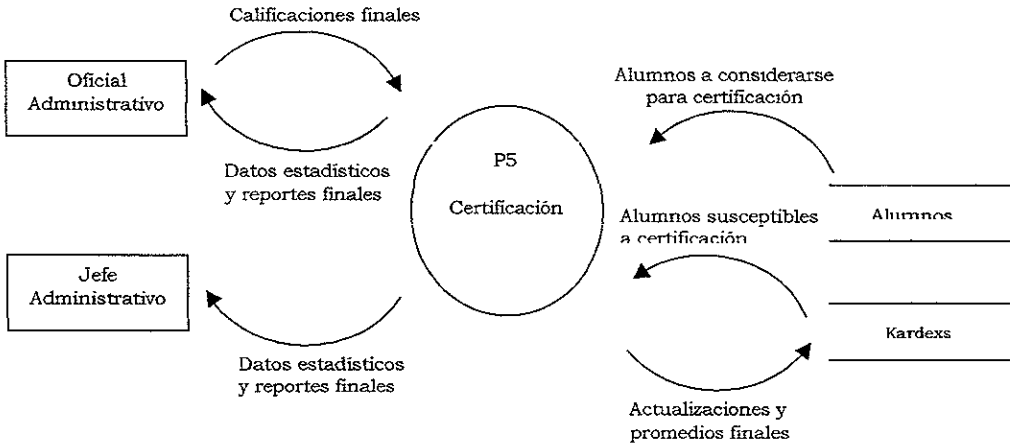 Calificaciones finales
Oficial
Administrativo
Datos estadísticos
y reportes finales
P5
Certificación
Alumnos a considerarse
para certificación
Alumnos
Alumnos susceptibles
a certificación
Jefe
Administrativo
Datos estadísticos
y reportes finales
Kardexs
Actualizaciones y
promedios finales